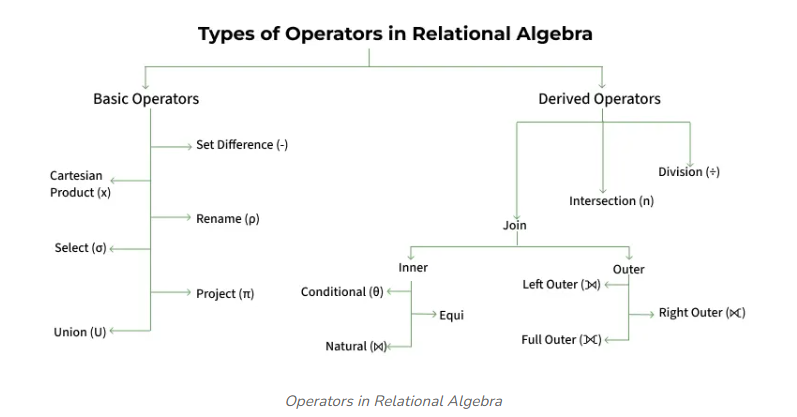 Types of Operators in Relational Algebra
Basic Operators
Derived Operators
Set Difference (-)
Cartesian
Product (x)
Division (÷)
Intersection (n)
Rename (ρ)
Join
Select (σ)
Inner
Outer
Left Outer (⟕)
Project (π)
Conditional (θ)
Equi
Right Outer (⟖)
Union (U)
Full Outer (⟗)
Natural (⋈)
Operators in Relational Algebra